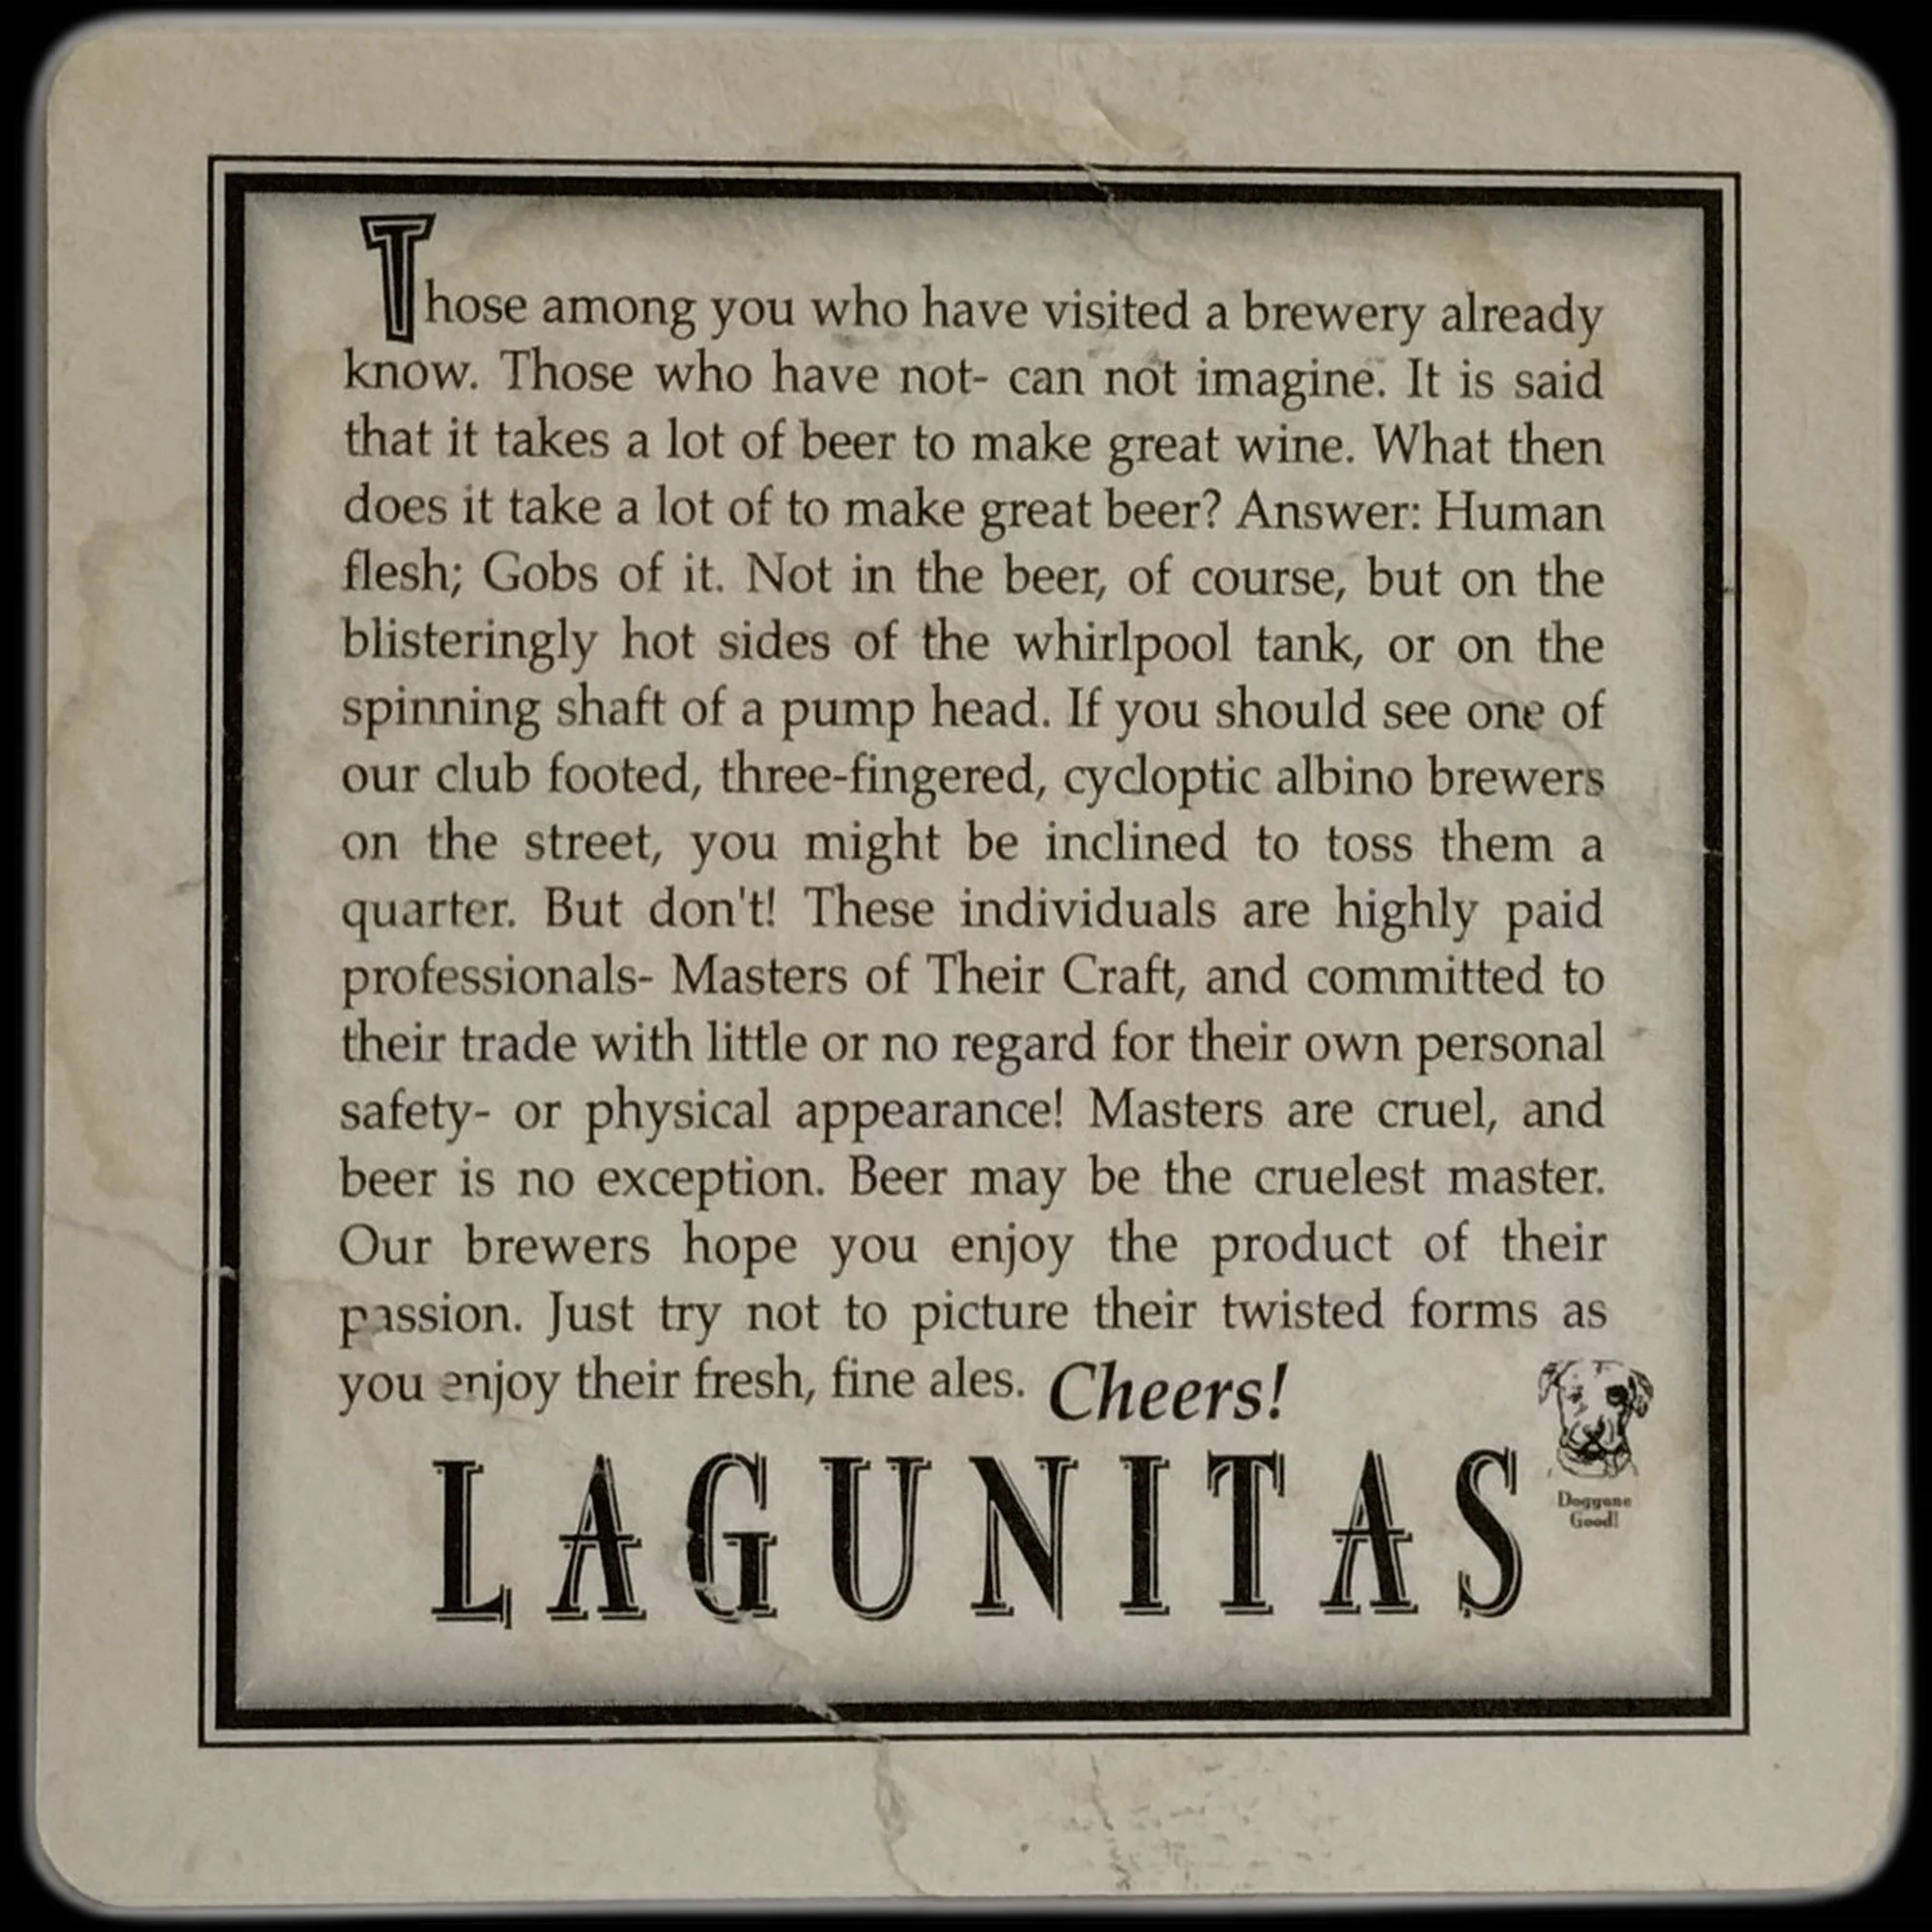 Those among you who have visited a brewery already
know. Those who have not- can not imagine. It is said
that it takes a lot of beer to make great wine. What then
does it take a lot of to make great beer? Answer: Human
flesh; Gobs of it. Not in the beer, of course, but on the
blisteringly hot sides of the whirlpool tank, or on the
spinning shaft of a pump head. If you should see one of
our club footed, three-fingered, cycloptic albino brewers
on the street, you might be inclined to toss them a
quarter. But don't! These individuals are highly paid
professionals- Masters of Their Craft, and committed to
their trade with little or no regard for their own personal
safety- or physical appearance! Masters are cruel, and
beer is no exception. Beer may be the cruelest master.
Our brewers hope you enjoy the product of their
passion. Just try not to picture their twisted forms as
you enjoy their fresh, fine ales. Cheers!
LAGUNITAS
Doggone
Good!